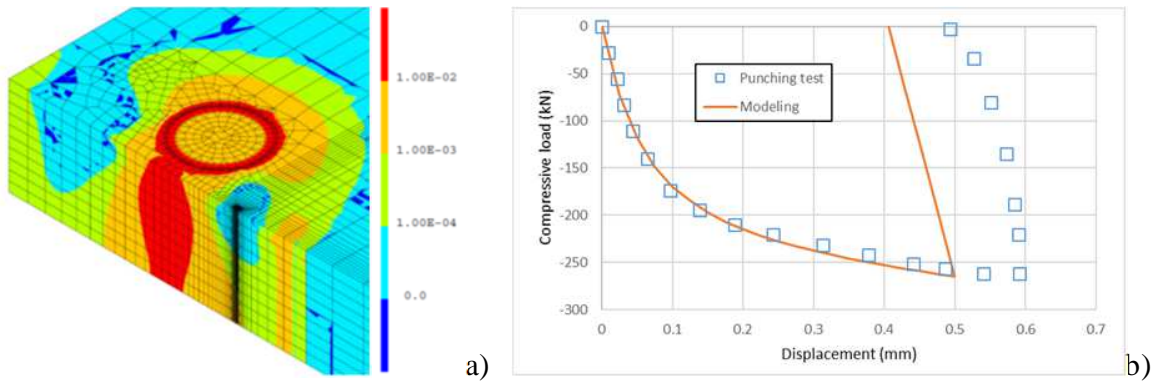 1.00E-02
1.00E-03
1.00E-04
0.0
a)
0
-50
-100
-150
-200
-250
-300
Compressive load (kN)
Punching test
Modeling
0 0.1 0.2 0.3 0.4 0.5 0.6 0.7
Displacement (mm)
b)